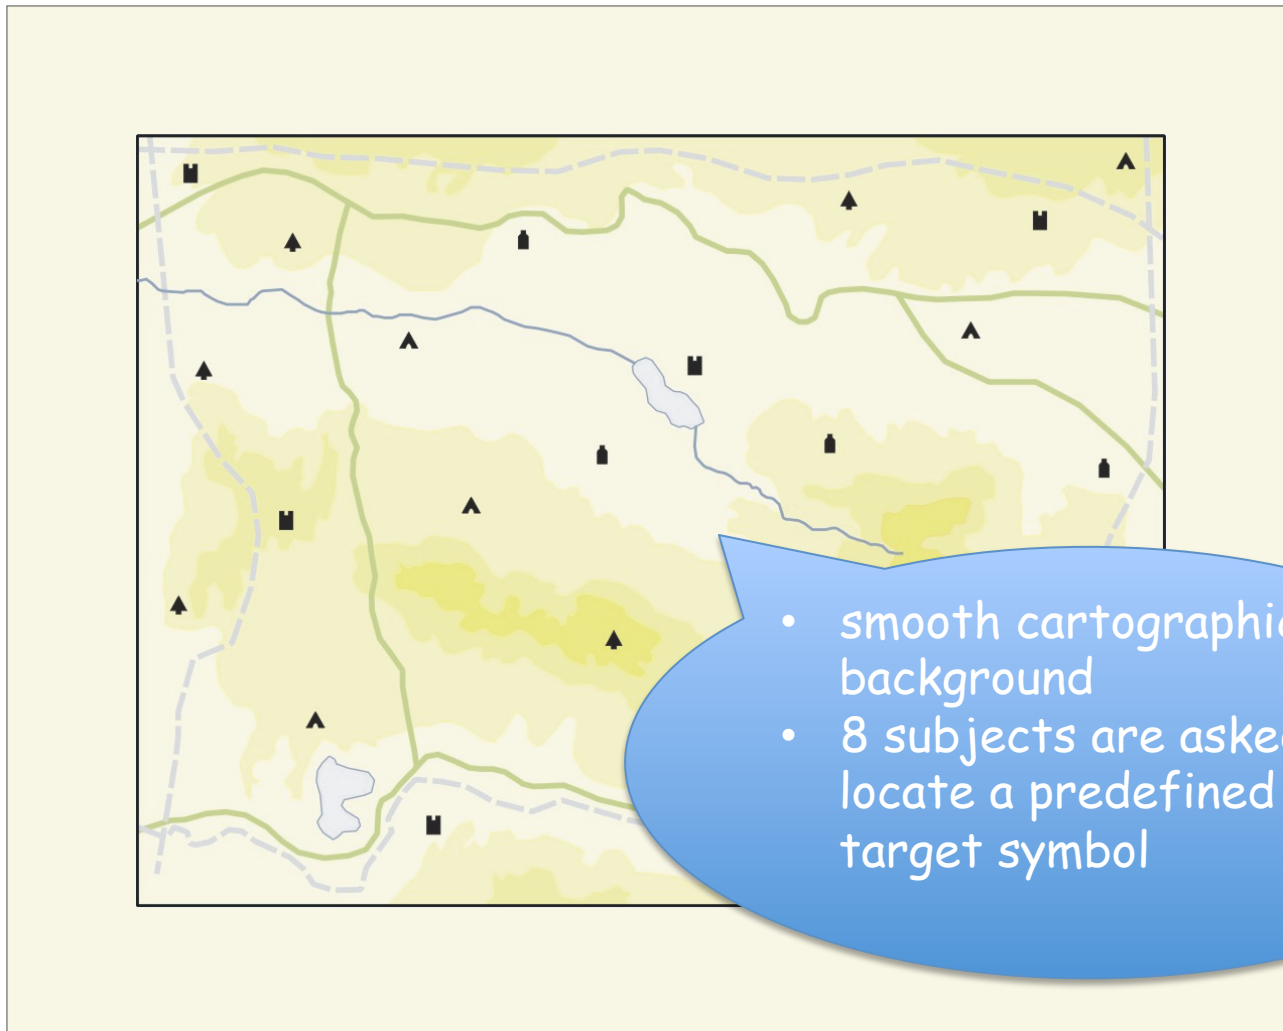 • smooth cartographic
background
• 8 subjects are asked
locate a predefined
target symbol